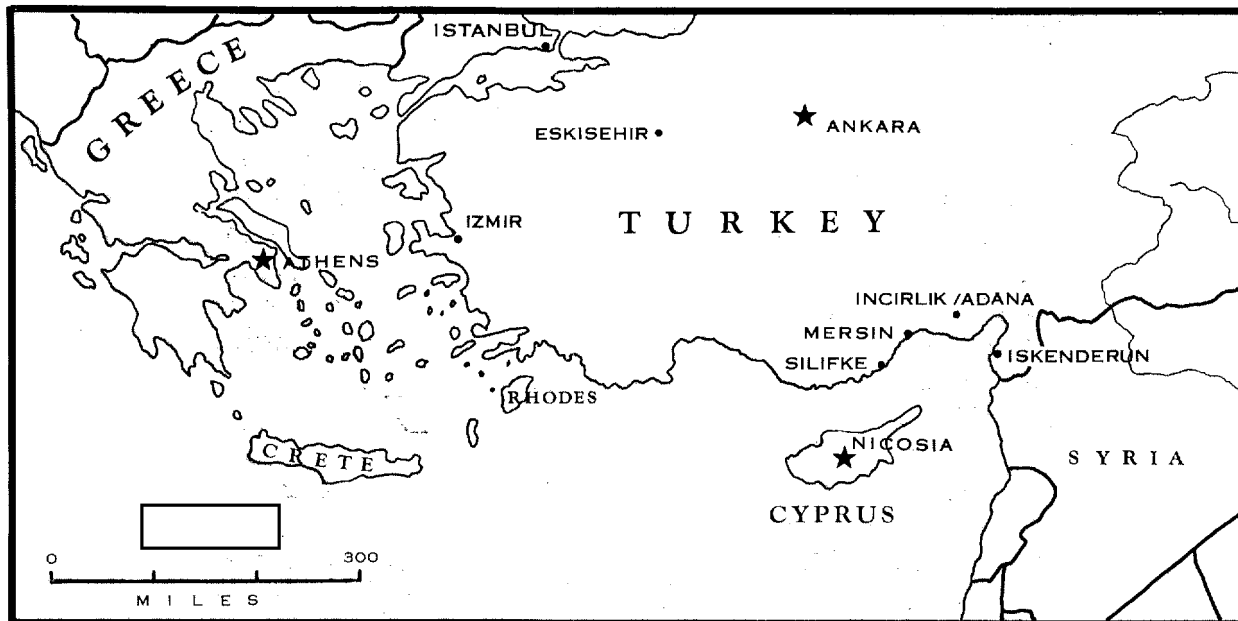 ISTANBUL
GREECE
ESKISEHIR
ANKARA
TURKEY
IZMIR
ATHENS
INCIRLIK/ADANA
MERSIN
SILIFKE
ISKENDERUN
RHODES
CRETE
NICOSIA
SYRIA
CYPRUS
0 300
MILES